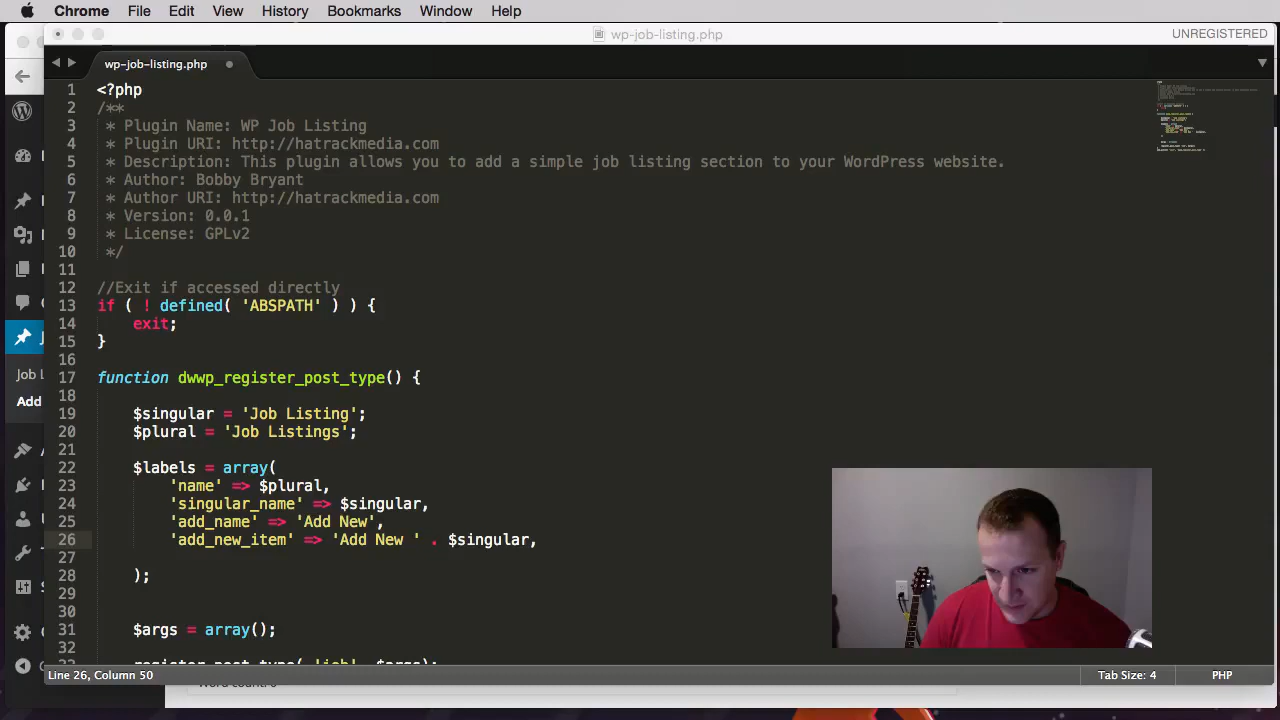 Chrome File Edit View History Bookmarks Window Help
wp-job-listing.php UNREGISTERED
wp-job-listing.php
1 <?php
2 /**
3  * Plugin Name: WP Job Listing
4  * Plugin URI: http://hatrackmedia.com
5  * Description: This plugin allows you to add a simple job listing section to your WordPress website.
6  * Author: Bobby Bryant
7  * Author URI: http://hatrackmedia.com
8  * Version: 0.0.1
9  * License: GPLv2
10  */
11
12 //Exit if accessed directly
13 if ( ! defined( 'ABSPATH' ) ) {
14     exit;
15 }
16
17 function dwwp_register_post_type() {
18
19     $singular = 'Job Listing';
20     $plural = 'Job Listings';
21
22     $labels = array(
23         'name' => $plural,
24         'singular_name' => $singular,
25         'add_name' => 'Add New',
26         'add_new_item' => 'Add New ' . $singular,
27
28     );
29
30
31     $args = array();
32
33     register_post_type( 'job', $args);
Job L
Add
Line 26, Column 50 Tab Size: 4 PHP